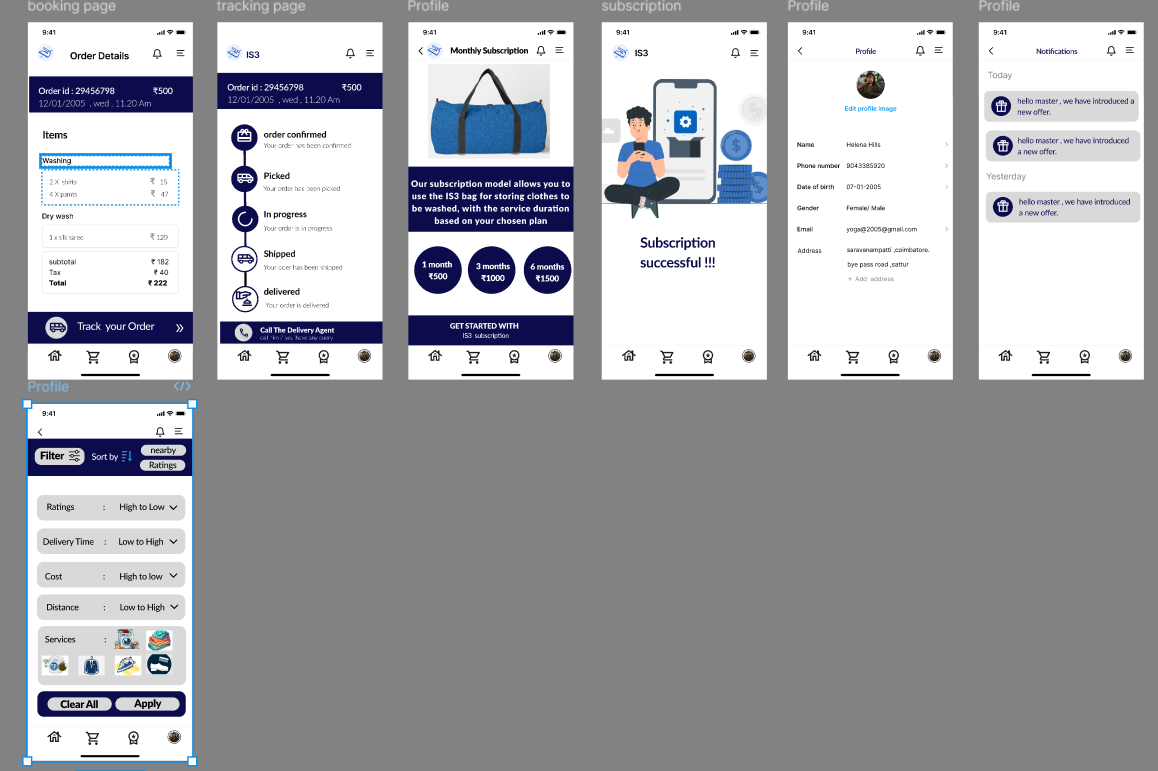 booking page
9:41
Order Details
Order id : 29456798 ₹500
12/01/2005 , wed , 11.20 Am
Items
Washing
2 X shirts ₹ 15
4 X pants ₹ 47
Dry wash
1 x silk saree ₹ 120
subtotal ₹ 182
Tax ₹ 40
Total ₹ 222
Track your Order
tracking page
9:41
IS3
Order id : 29456798 ₹500
12/01/2005 , wed , 11.20 Am
order confirmed
Your order has been confirmed
Picked
Your order has been picked
In progress
Your order is in progress
Shipped
Your oder has been shipped
delivered
Your order is delivered
Call The Delivery Agent
call him if you have any query
Profile
9:41
Monthly Subscription
Our subscription model allows you to
use the IS3 bag for storing clothes to
be washed, with the service duration
based on your chosen plan
1 month
₹500
3 months
₹1000
6 months
₹1500
GET STARTED WITH
IS3 subscription
subscription
9:41
IS3
$
Subscription
successful !!!
Profile
9:41
Profile
Edit profile image
Name Helena Hills
Phone number 9043385920
Date of birth 07-01-2005
Gender Female/ Male
Email yoga@2005@gmail.com
Address saravanampatti ,coimbatore.
bye pass road ,sattur
+ Add address
Profile
9:41
Notifications
Today
hello master , we have introduced a
new offer.
hello master , we have introduced
a new offer.
Yesterday
hello master , we have introduced
a new offer.
Profile </>
9:41
Filter
Sort by
nearby
Ratings
Ratings : High to Low
Delivery Time : Low to High
Cost : High to low
Distance : Low to High
Services :
Clear All
Apply